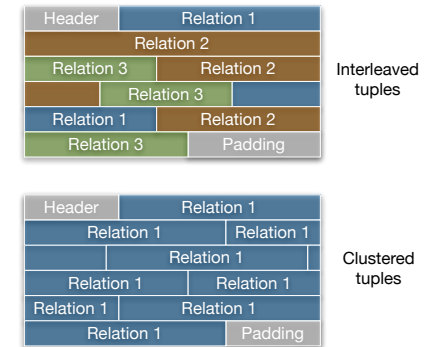 Header Relation 1
Relation 2
Relation 3 Relation 2
Relation 3
Relation 1 Relation 2
Relation 3 Padding
Interleaved
tuples
Header Relation 1
Relation 1 Relation 1
Relation 1
Relation 1 Relation 1
Relation 1 Relation 1
Relation 1 Padding
Clustered
tuples